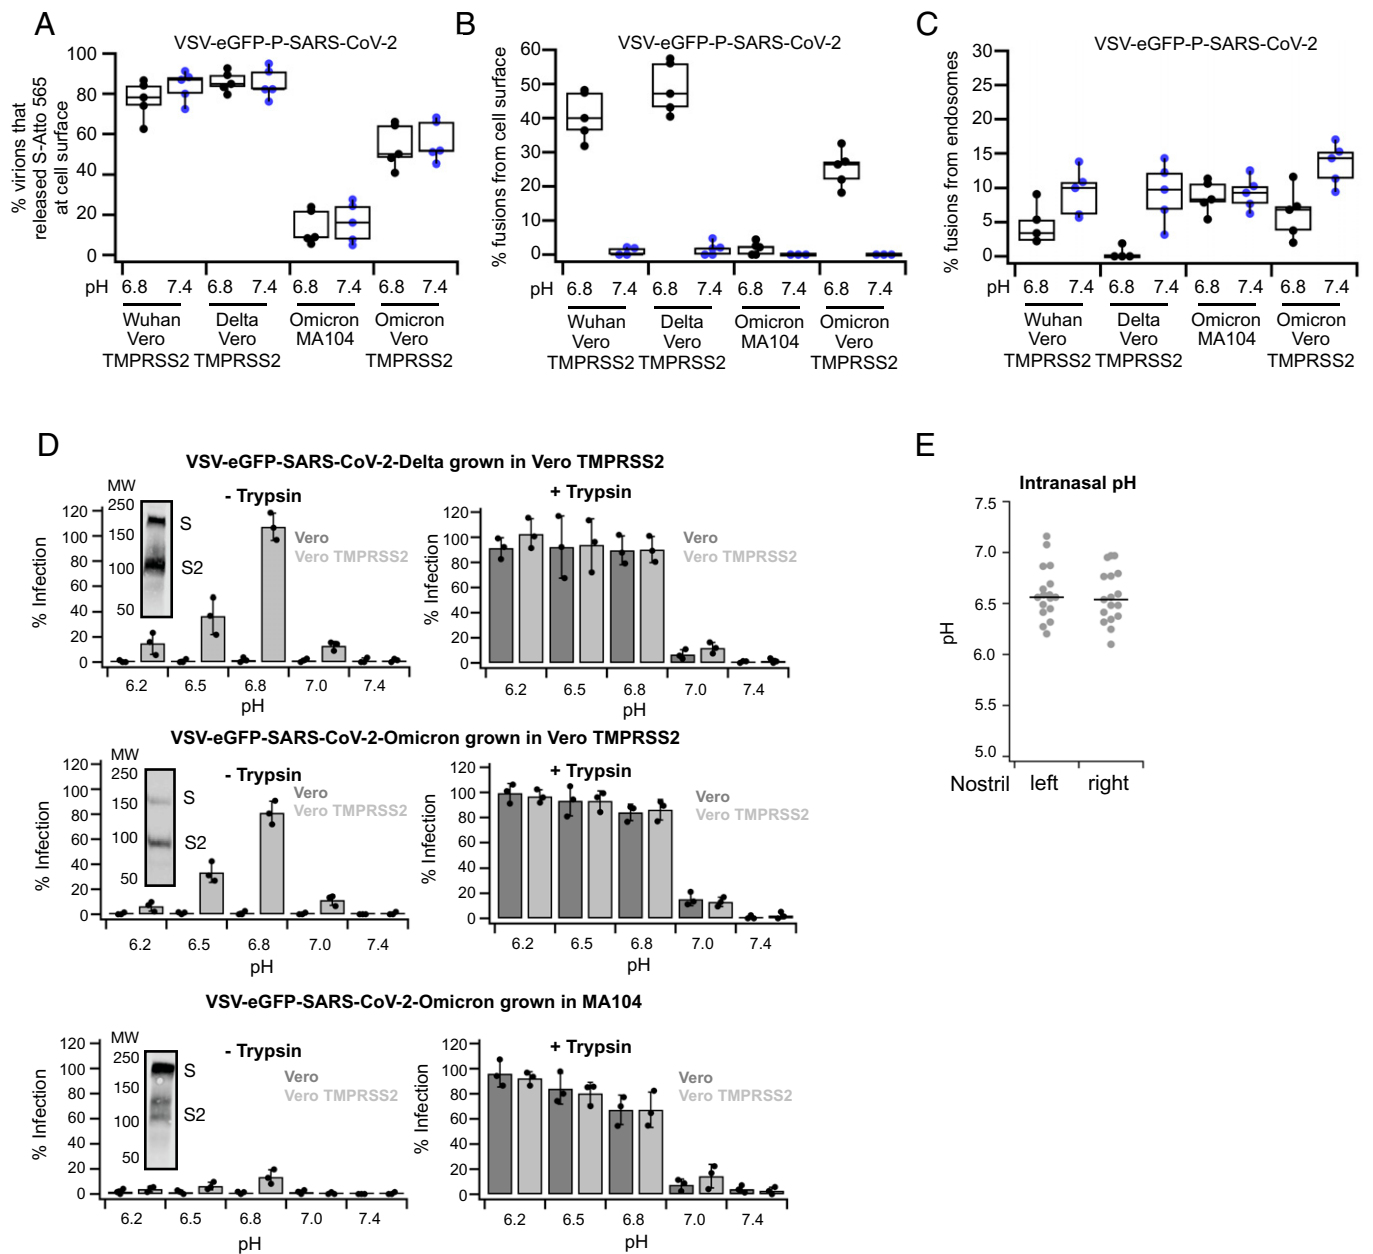 A
VSV-eGFP-P-SARS-CoV-2
% virions that
released S-Atto 565
at cell surface
100
80
60
40
20
0
pH 6.8 7.4 6.8 7.4 6.8 7.4 6.8 7.4
Wuhan Delta Omicron Omicron
Vero Vero MA104 Vero
TMPRSS2 TMPRSS2 TMPRSS2
B
VSV-eGFP-P-SARS-CoV-2
% fusions from cell surface
60
50
40
30
20
10
0
pH 6.8 7.4 6.8 7.4 6.8 7.4 6.8 7.4
Wuhan Delta Omicron Omicron
Vero Vero MA104 Vero
TMPRSS2 TMPRSS2 TMPRSS2
C
VSV-eGFP-P-SARS-CoV-2
% fusions from endosomes
30
25
20
15
10
5
0
pH 6.8 7.4 6.8 7.4 6.8 7.4 6.8 7.4
Wuhan Delta Omicron Omicron
Vero Vero MA104 Vero
TMPRSS2 TMPRSS2 TMPRSS2
D
VSV-eGFP-SARS-CoV-2-Delta grown in Vero TMPRSS2
% Infection
120
100
80
60
40
20
0
MW
250
150
100
50
S
S2
- Trypsin
Vero
Vero TMPRSS2
6.2 6.5 6.8 7.0 7.4
pH
% Infection
120
100
80
60
40
20
0
+ Trypsin
Vero
Vero TMPRSS2
6.2 6.5 6.8 7.0 7.4
pH
VSV-eGFP-SARS-CoV-2-Omicron grown in Vero TMPRSS2
% Infection
120
100
80
60
40
20
0
MW
250
150
100
50
S
S2
- Trypsin
Vero
Vero TMPRSS2
6.2 6.5 6.8 7.0 7.4
pH
% Infection
120
100
80
60
40
20
0
+ Trypsin
Vero
Vero TMPRSS2
6.2 6.5 6.8 7.0 7.4
pH
VSV-eGFP-SARS-CoV-2-Omicron grown in MA104
% Infection
120
100
80
60
40
20
0
MW
250
150
100
50
S
S2
- Trypsin
Vero
Vero TMPRSS2
6.2 6.5 6.8 7.0 7.4
pH
% Infection
120
100
80
60
40
20
0
+ Trypsin
Vero
Vero TMPRSS2
6.2 6.5 6.8 7.0 7.4
pH
E
Intranasal pH
pH
7.5
7.0
6.5
6.0
5.5
5.0
Nostril left right